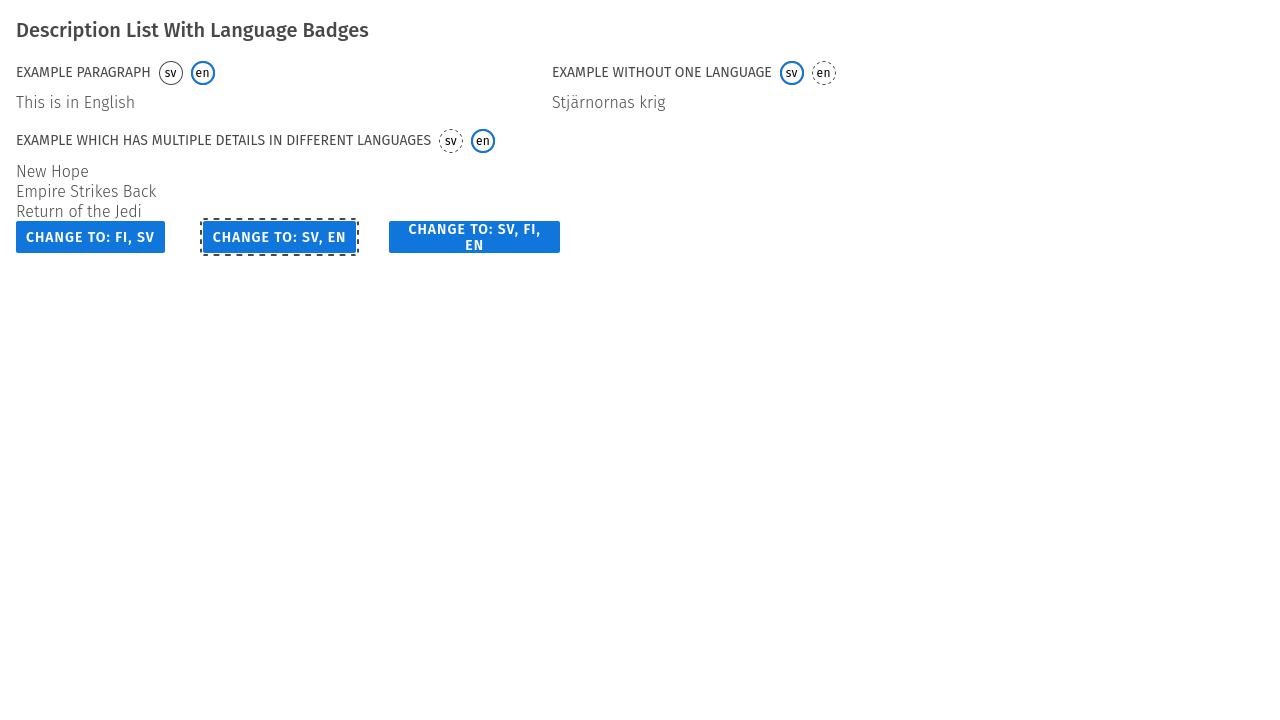 Description List With Language Badges
EXAMPLE PARAGRAPH sv en
This is in English
EXAMPLE WITHOUT ONE LANGUAGE sv en
Stjärnornas krig
EXAMPLE WHICH HAS MULTIPLE DETAILS IN DIFFERENT LANGUAGES sv en
New Hope
Empire Strikes Back
Return of the Jedi
CHANGE TO: FI, SV
CHANGE TO: SV, EN
CHANGE TO: SV, FI,
EN